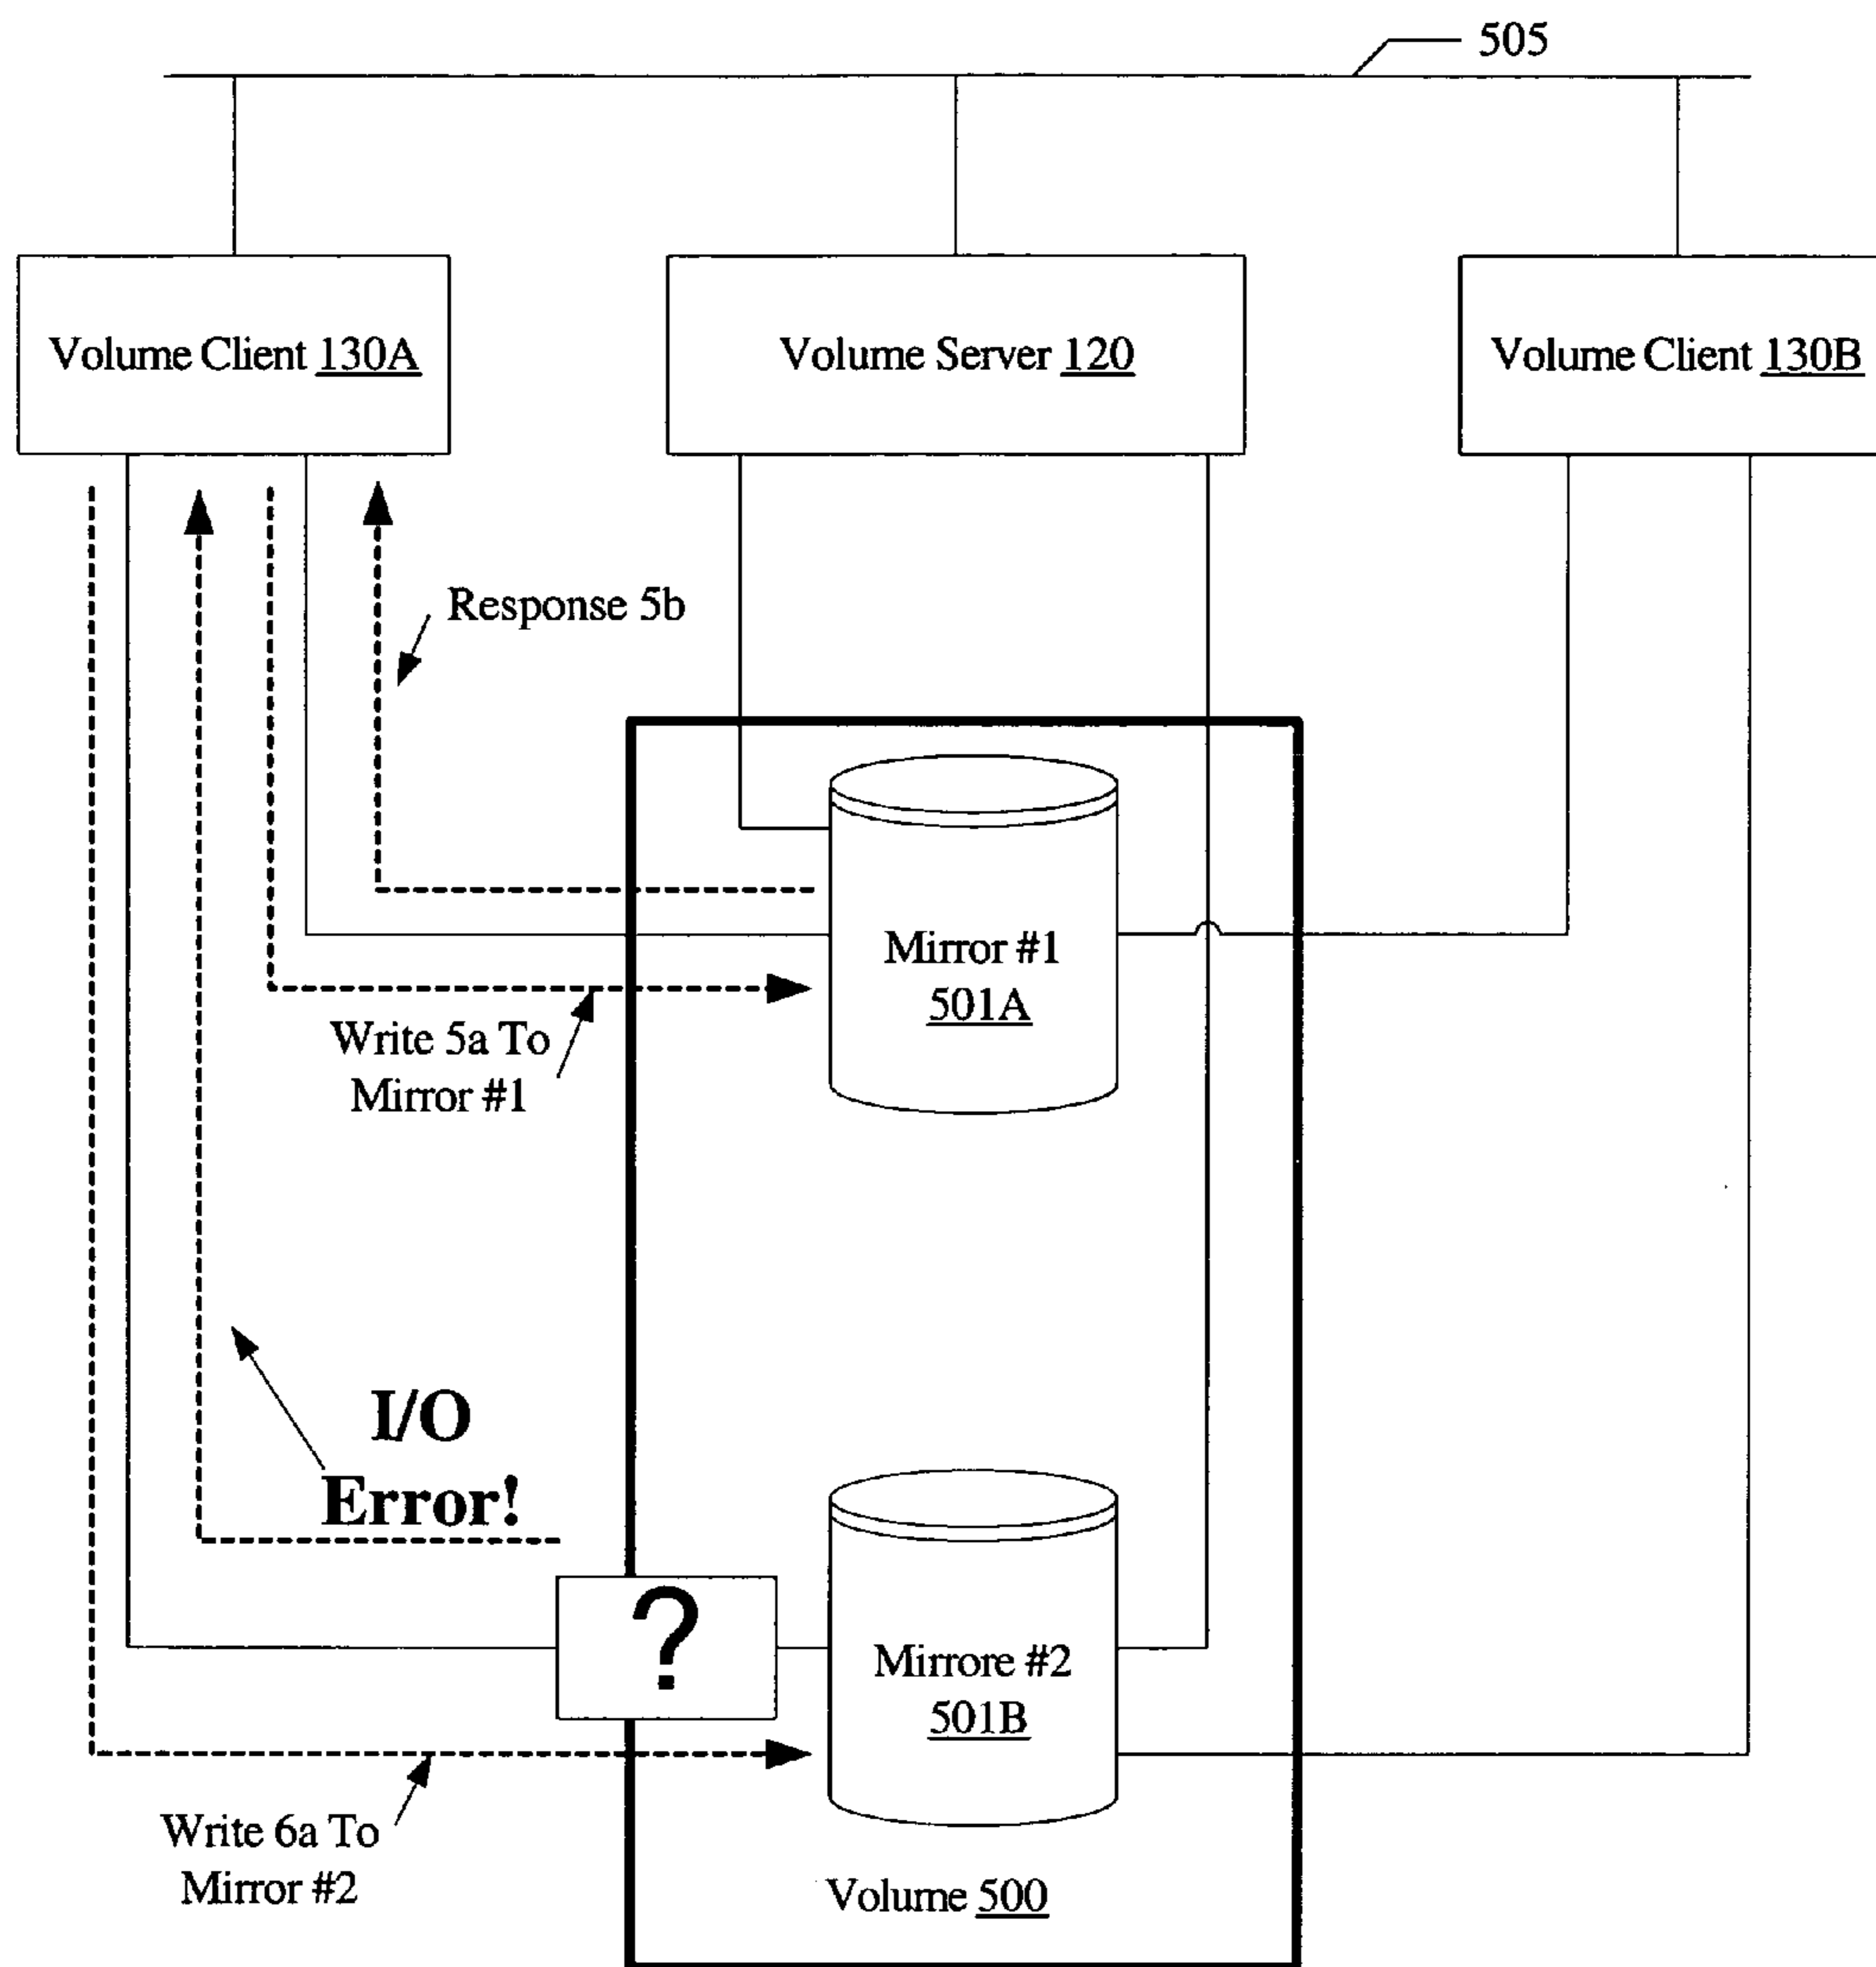 505
Volume Client 130A
Volume Server 120
Volume Client 130B
Response 5b
Mirror #1
501A
Write 5a To
Mirror #1
I/O
Error!
?
Mirrore #2
501B
Write 6a To
Mirror #2
Volume 500